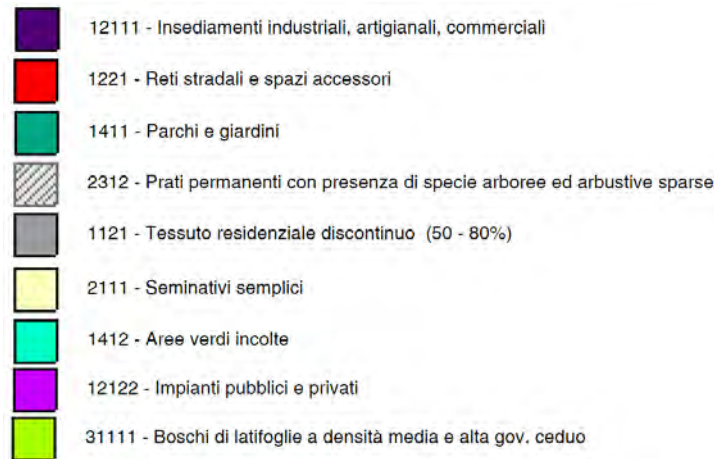 12111 - Insediamenti industriali, artigianali, commerciali
1221 - Reti stradali e spazi accessori
1411 - Parchi e giardini
2312 - Prati permanenti con presenza di specie arboree ed arbustive sparse
1121 - Tessuto residenziale discontinuo (50 - 80%)
2111 - Seminativi semplici
1412 - Aree verdi incolte
12122 - Impianti pubblici e privati
31111 - Boschi di latifoglie a densità media e alta gov. ceduo